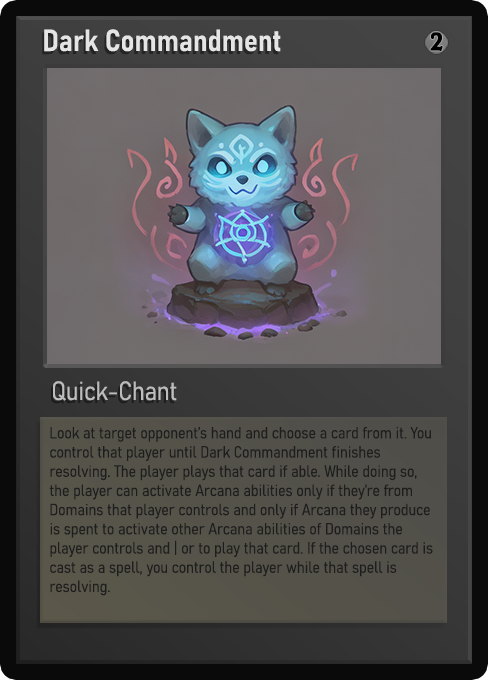 Dark Commandment
2
Quick-Chant
Look at target opponent's hand and choose a card from it. You
control that player until Dark Commandment finishes
resolving. The player plays that card if able. While doing so,
the player can activate Arcana abilities only if they're from
Domains that player controls and only if Arcana they produce
is spent to activate other Arcana abilities of Domains the
player controls and | or to play that card. If the chosen card is
cast as a spell, you control the player while that spell is
resolving.